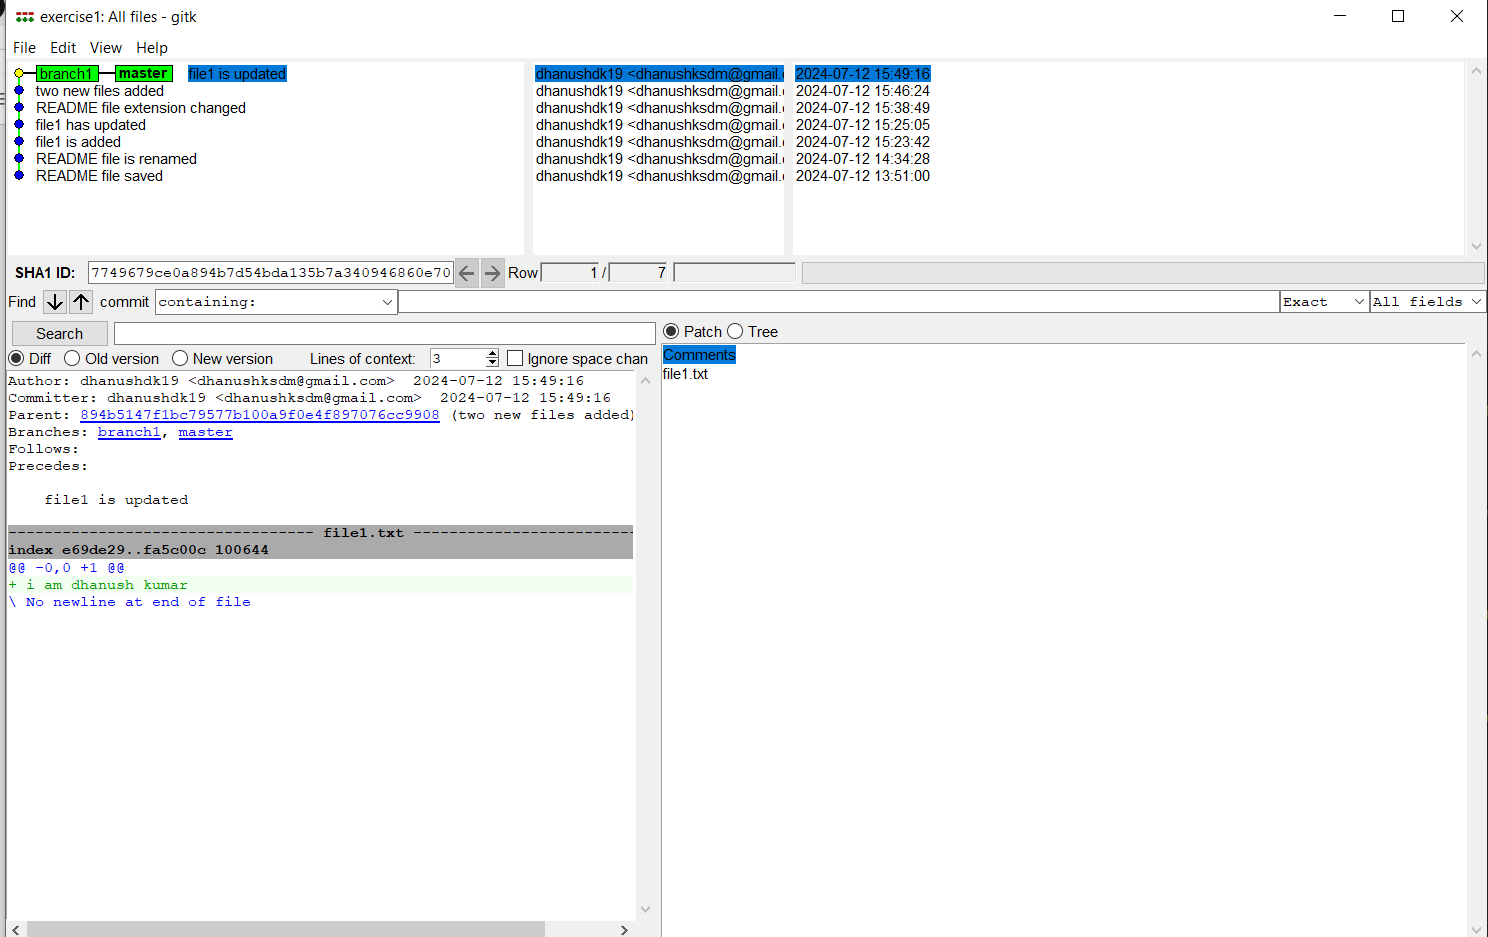 exercise1: All files - gitk
File Edit View Help
branch1 master file1 is updated dhanushdk19 <dhanushksdm@gmail. 2024-07-12 15:49:16
two new files added dhanushdk19 <dhanushksdm@gmail. 2024-07-12 15:46:24
README file extension changed dhanushdk19 <dhanushksdm@gmail. 2024-07-12 15:38:49
file1 has updated dhanushdk19 <dhanushksdm@gmail. 2024-07-12 15:25:05
file1 is added dhanushdk19 <dhanushksdm@gmail. 2024-07-12 15:23:42
README file is renamed dhanushdk19 <dhanushksdm@gmail. 2024-07-12 14:34:28
README file saved dhanushdk19 <dhanushksdm@gmail. 2024-07-12 13:51:00
SHA1 ID: 7749679ce0a894b7d54bda135b7a340946860e70 Row 1 / 7
Find commit containing: Exact All fields
Search
Patch Tree
Diff Old version New version Lines of context: 3 Ignore space chan
Comments
file1.txt
Author: dhanushdk19 <dhanushksdm@gmail.com> 2024-07-12 15:49:16
Committer: dhanushdk19 <dhanushksdm@gmail.com> 2024-07-12 15:49:16
Parent: 894b5147f1bc79577b100a9f0e4f897076cc9908 (two new files added)
Branches: branch1, master
Follows:
Precedes:
file1 is updated
---------------------------------- file1.txt -------------------------
index e69de29..fa5c00c 100644
@@ -0,0 +1 @@
+ i am dhanush kumar
\ No newline at end of file